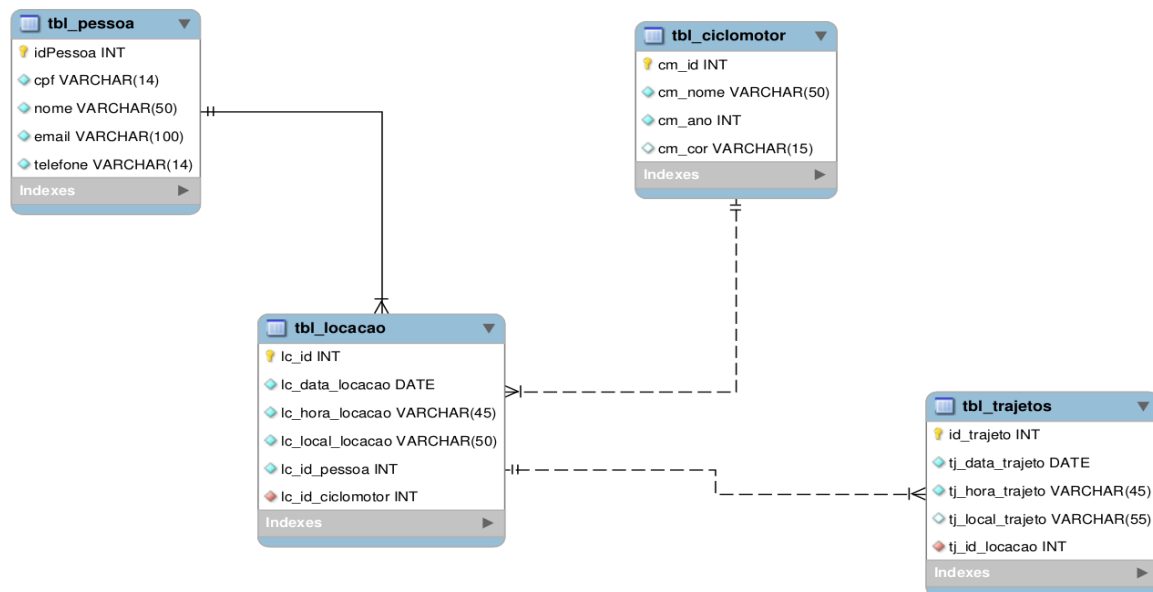 tbl_pessoa
idPessoa INT
cpf VARCHAR(14)
nome VARCHAR(50)
email VARCHAR(100)
telefone VARCHAR(14)
Indexes
tbl_ciclomotor
cm_id INT
cm_nome VARCHAR(50)
cm_ano INT
cm_cor VARCHAR(15)
Indexes
tbl_locacao
lc_id INT
lc_data_locacao DATE
lc_hora_locacao VARCHAR(45)
lc_local_locacao VARCHAR(50)
lc_id_pessoa INT
lc_id_ciclomotor INT
Indexes
tbl_trajetos
id_trajeto INT
tj_data_trajeto DATE
tj_hora_trajeto VARCHAR(45)
tj_local_trajeto VARCHAR(55)
tj_id_locacao INT
Indexes